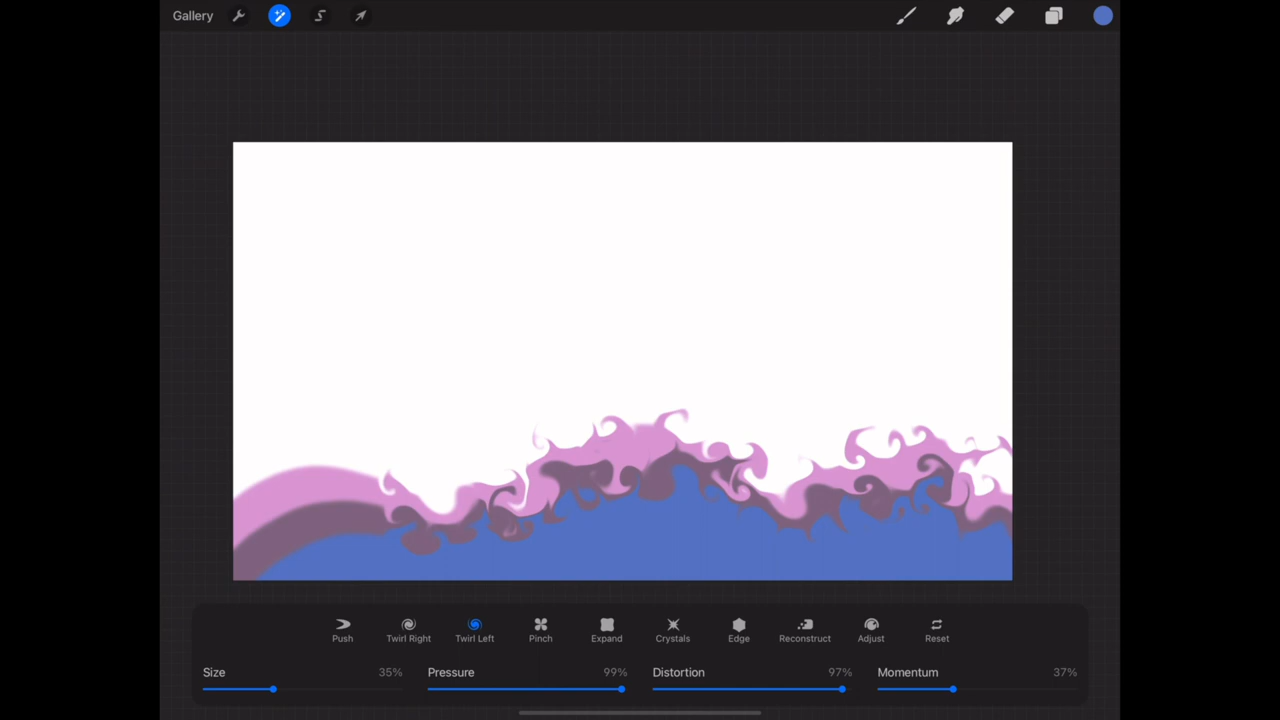 Gallery
Push Twirl Right Twirl Left Pinch Expand Crystals Edge Reconstruct Adjust Reset
Size 35% Pressure 99% Distortion 97% Momentum 37%